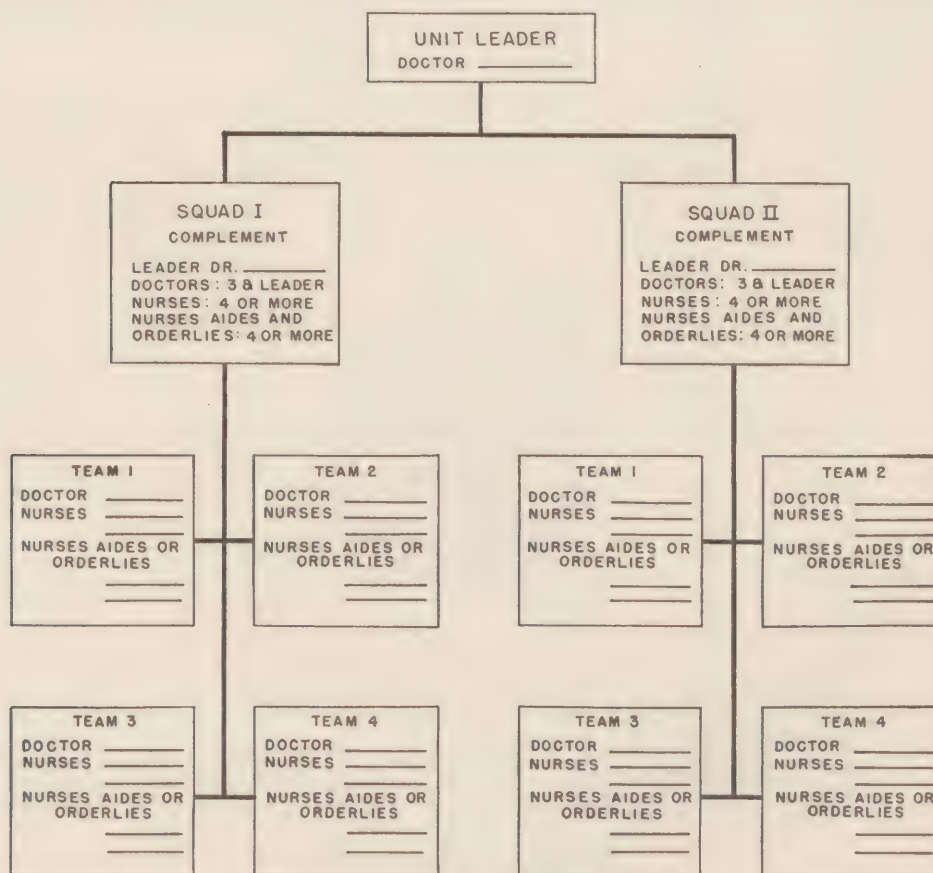 UNIT LEADER
DOCTOR
SQUAD I
COMPLEMENT
LEADER DR.
DOCTORS: 3 & LEADER
NURSES: 4 OR MORE
NURSES AIDES AND
ORDERLIES: 4 OR MORE
SQUAD II
COMPLEMENT
LEADER DR.
DOCTORS: 3 & LEADER
NURSES: 4 OR MORE
NURSES AIDES AND
ORDERLIES: 4 OR MORE
TEAM 1
DOCTOR
NURSES
NURSES AIDES OR
ORDERLIES
TEAM 2
DOCTOR
NURSES
NURSES AIDES OR
ORDERLIES
TEAM 1
DOCTOR
NURSES
NURSES AIDES OR
ORDERLIES
TEAM 2
DOCTOR
NURSES
NURSES AIDES OR
ORDERLIES
TEAM 3
DOCTOR
NURSES
NURSES AIDES OR
ORDERLIES
TEAM 4
DOCTOR
NURSES
NURSES AIDES OR
ORDERLIES
TEAM 3
DOCTOR
NURSES
NURSES AIDES OR
ORDERLIES
TEAM 4
DOCTOR
NURSES
NURSES AIDES OR
ORDERLIES